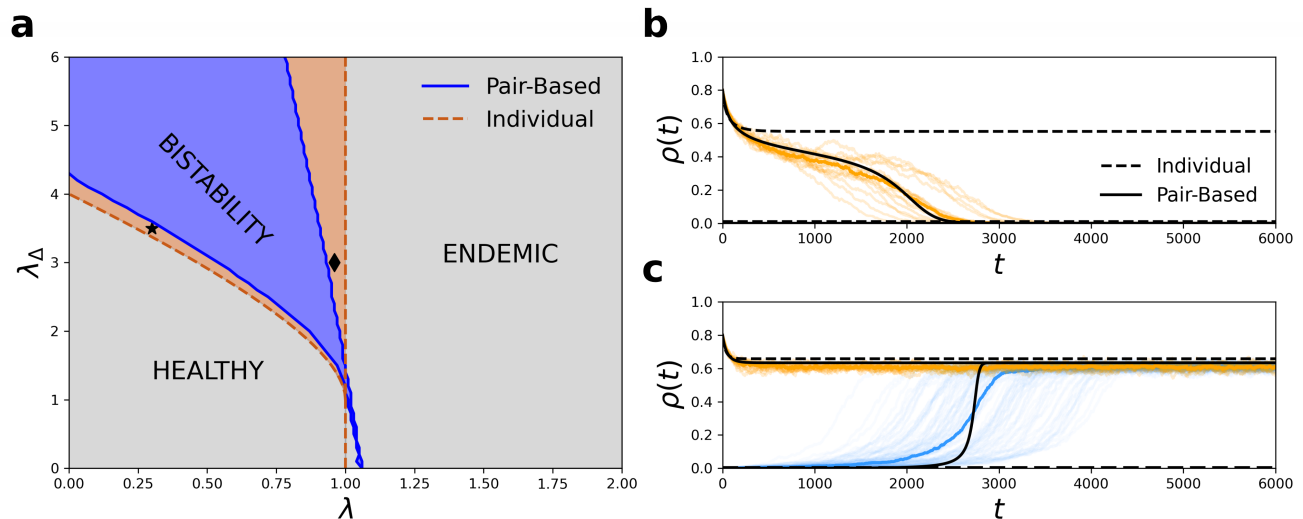 a
6
5
4
3
2
1
0
λ_Δ
0.00 0.25 0.50 0.75 1.00 1.25 1.50 1.75 2.00
λ
Pair-Based
Individual
BISTABILITY
ENDEMIC
HEALTHY
b
1.0
0.8
0.6
0.4
0.2
0.0
ρ(t)
Individual
Pair-Based
0 1000 2000 3000 4000 5000 6000
t
c
1.0
0.8
0.6
0.4
0.2
0.0
ρ(t)
0 1000 2000 3000 4000 5000 6000
t